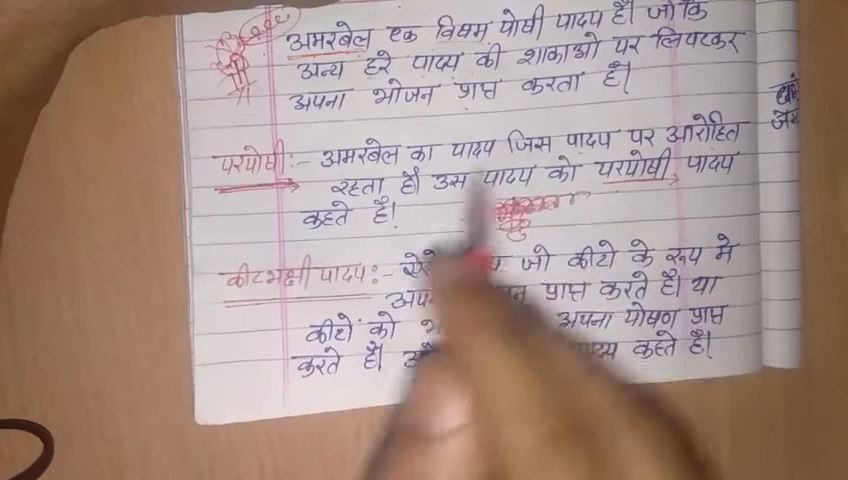 अमरबेल एक विषम पोषी पादप है। जो कि
अन्य हरे पादप की शाकाओ पर लिपटकर
अपना भोजन प्राप्त करता है।
परपोषी:- अमरबेल का पादप जिस पादप पर आरोहित
रहता है। उस पादप को परपोषी पादप
कहते है।
कीटभक्षी पादप:- जो कीटो के रूप मे
प्राप्त करते है। या
कीटो को अपना पोषण प्राप्त
करते है। कहते है।